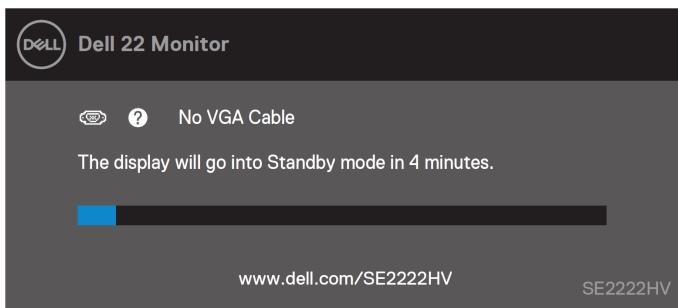 DELL Dell 22 Monitor
? No VGA Cable
The display will go into Standby mode in 4 minutes.
www.dell.com/SE2222HV
SE2222HV